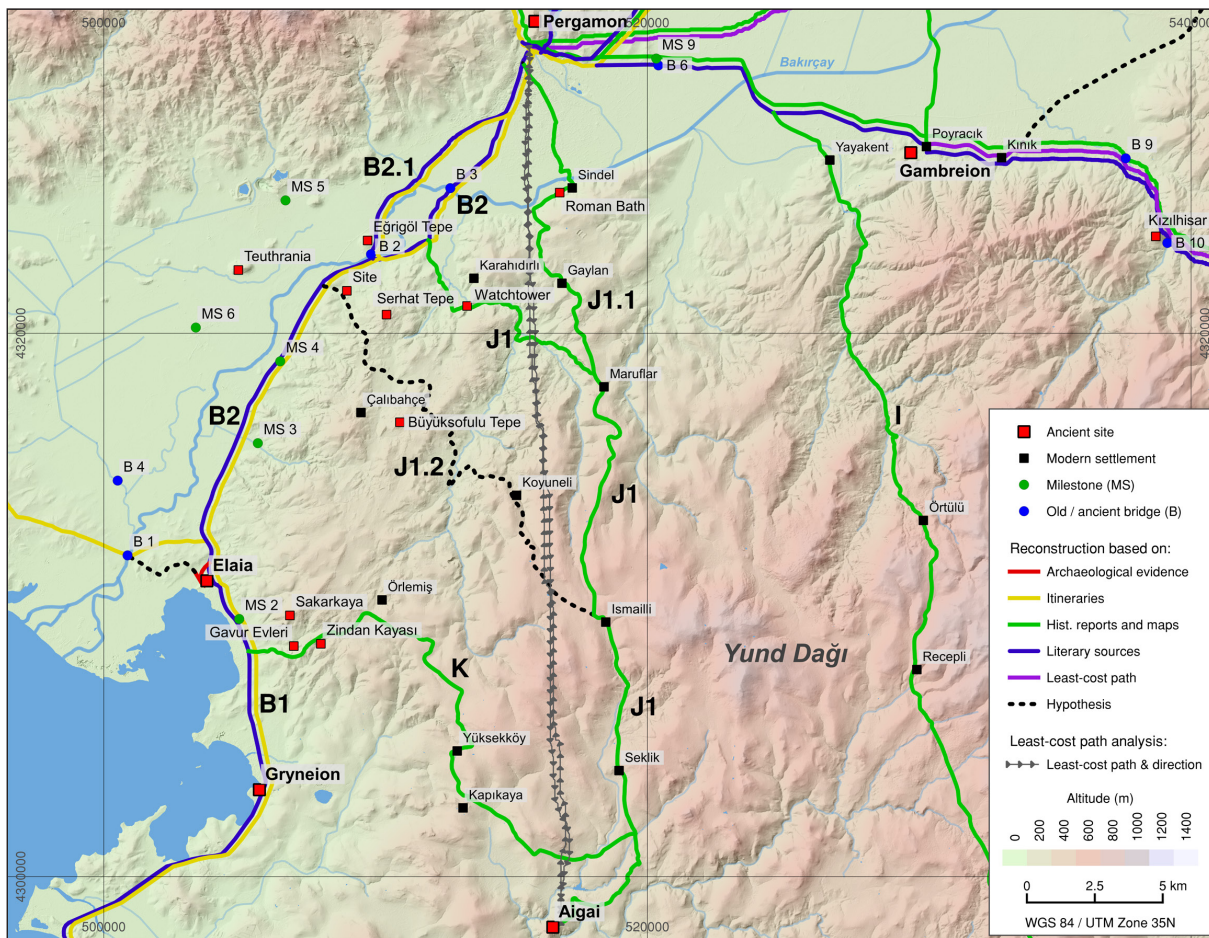 500000
520000
540000
Pergamon
MS 9
B 6
Bakırçay
Poyracık
Kınık
B 9
Yayakent
Gambreion
B2.1
B 3
B2
Sindel
Roman Bath
MS 5
Eğrigöl Tepe
B 2
Kızılhisar
B 10
Teuthrania
Site
Karahıdırlı
Gaylan
Serhat Tepe
Watchtower
J1.1
MS 6
4320000
J1
4320000
MS 4
Maruflar
Çalıbahçe
Büyüksofulu Tepe
B2
I
MS 3
B 4
J1.2
Koyuneli
J1
Örtülü
B 1
Elaia
Örlemiş
MS 2
Sakarkaya
Ismailli
Gavur Evleri
Zindan Kayası
Yund Dağı
K
Recepli
B1
J1
Yüksekköy
Seklik
Gryneion
Kapıkaya
4300000
Aigai
500000
520000
Ancient site
Modern settlement
Milestone (MS)
Old / ancient bridge (B)
Reconstruction based on:
Archaeological evidence
Itineraries
Hist. reports and maps
Literary sources
Least-cost path
Hypothesis
Least-cost path analysis:
Least-cost path & direction
Altitude (m)
0
200
400
600
800
1000
1200
1400
0 2.5 5 km
WGS 84 / UTM Zone 35N